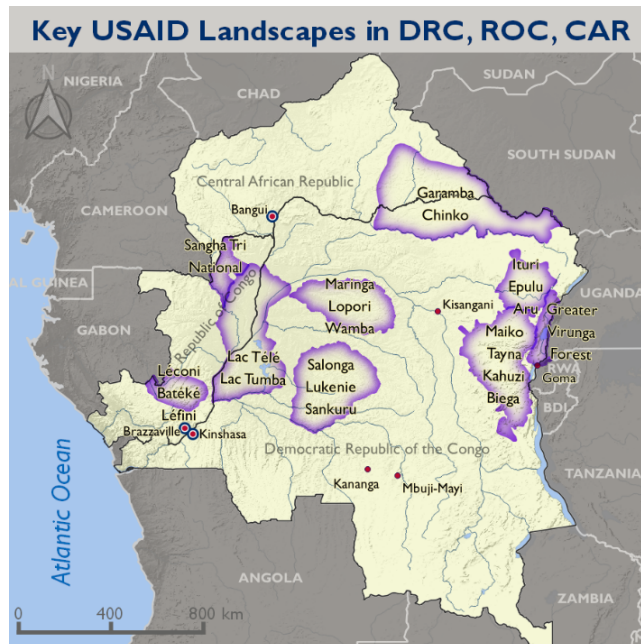 Key USAID Landscapes in DRC, ROC, CAR
N
NIGERIA
CHAD
SUDAN
SOUTH SUDAN
Central African Republic
Garamba
Chinko
CAMEROON
Bangui
Sangha Tri
National
AL GUINEA
Republic of Congo
Maringa
Lopori
Wamba
Kisangani
Ituri
Epulu
Aru
Greater
Virunga
Forest
UGANDA
Maiko
Tayna
Kahuzi
Biega
GABON
Lac Télé
Lac Tumba
Salonga
Lukenie
Sankuru
RWA
Goma
BDI
Léconi
Batéké
Léfini
Brazzaville
Kinshasa
Democratic Republic of the Congo
Kananga
Mbuji-Mayi
TANZANIA
Atlantic Ocean
ANGOLA
ZAMBIA
0 400 800 km